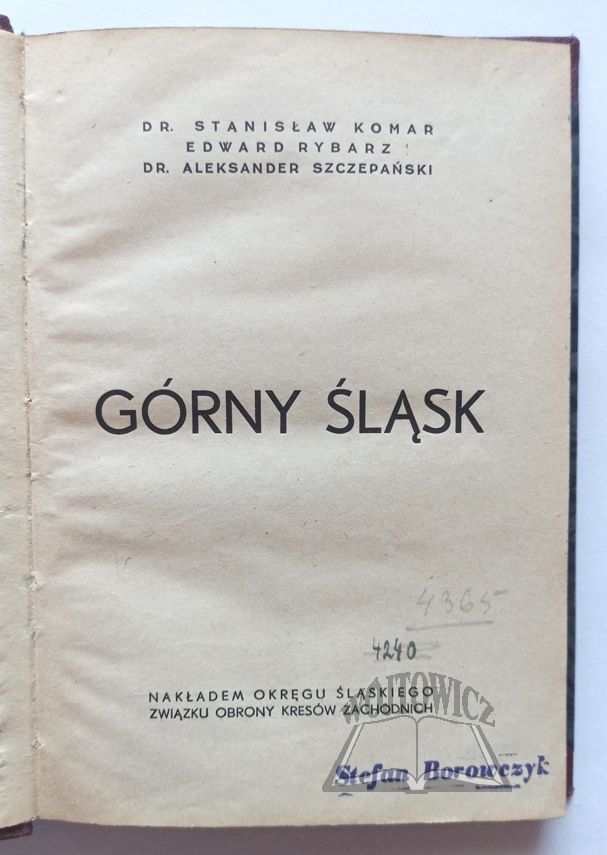 DR. STANISŁAW KOMAR
EDWARD RYBARZ
DR. ALEKSANDER SZCZEPAŃSKI
GÓRNY ŚLĄSK
4365
4240
NAKŁADEM OKRĘGU ŚLĄSKIEGO
ZWIĄZKU OBRONY KRESÓW ZACHODNICH
WÓJTOWICZ
Stefan Borowczyk